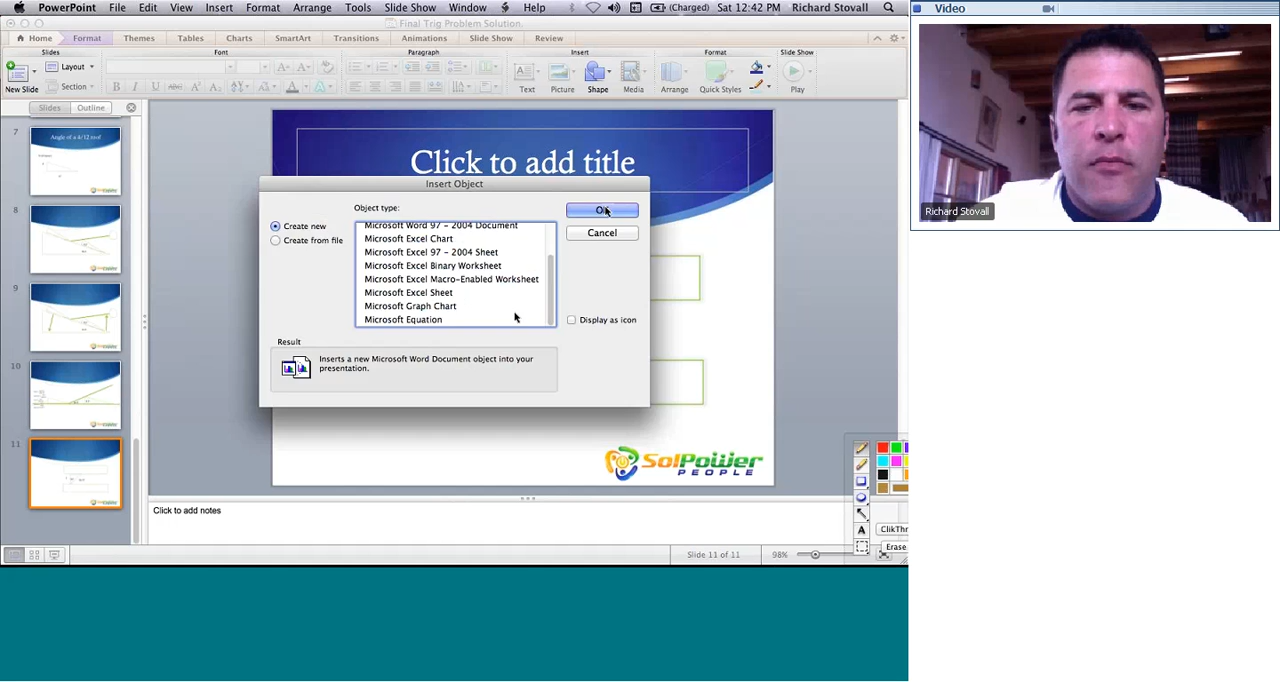 PowerPoint File Edit View Insert Format Arrange Tools Slide Show Window Help (Charged) Sat 12:42 PM Richard Stovall
Video
Final Trig Problem Solution.
Home Format Themes Tables Charts SmartArt Transitions Animations Slide Show Review
Slides Font Paragraph Insert Format Slide Show
Layout
Section
New Slide
B I U ABC A A
Text Picture Shape Media Arrange Quick Styles Play
Slides Outline
7
Angle of a 4/12 roof
8
9
10
11
Click to add title
Insert Object
Object type:
Create new
Create from file
Microsoft Word 97 - 2004 Document
Microsoft Excel Chart
Microsoft Excel 97 - 2004 Sheet
Microsoft Excel Binary Worksheet
Microsoft Excel Macro-Enabled Worksheet
Microsoft Excel Sheet
Microsoft Graph Chart
Microsoft Equation
OK
Cancel
Display as icon
Result
Inserts a new Microsoft Word Document object into your
presentation.
SolPower
PEOPLE
Richard Stovall
A
ClikThr
Erase
Click to add notes
Slide 11 of 11
98%